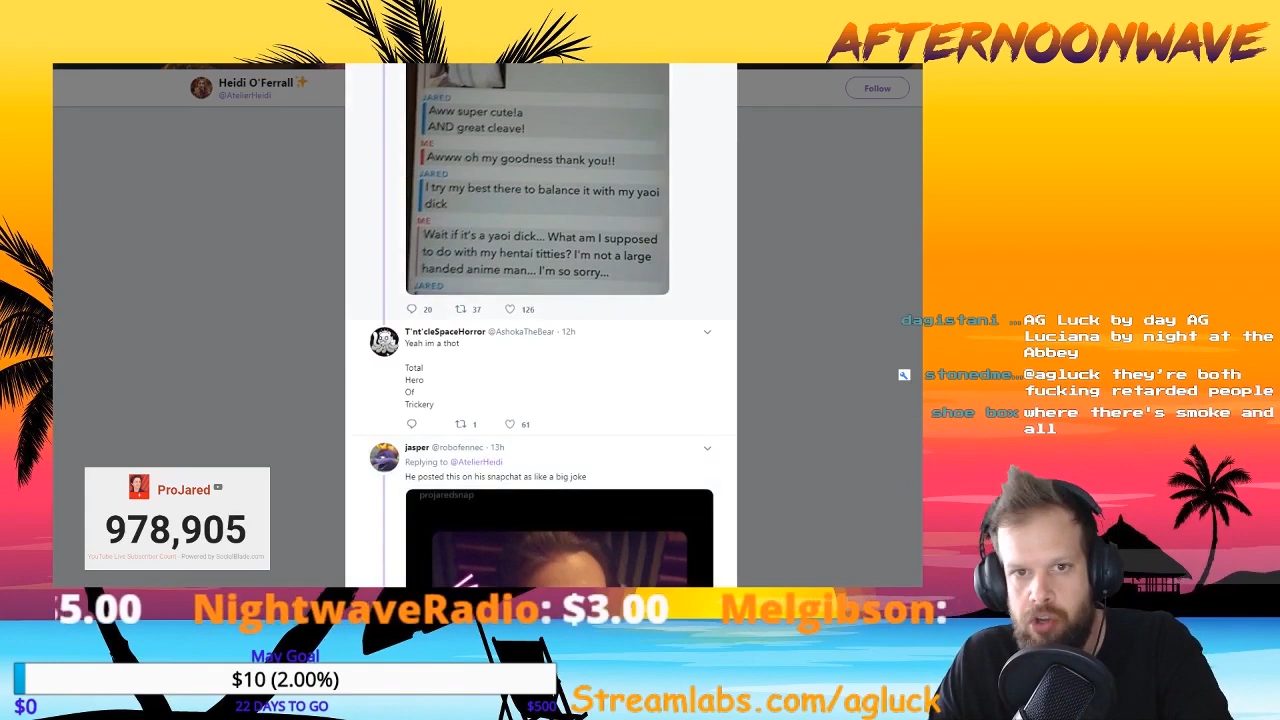 AFTERNOONWAVE
Heidi O'Ferrall
@AtelierHeidi
Follow
JARED
Aww super cute!a
AND great cleave!
ME
Awww oh my goodness thank you!!
JARED
I try my best there to balance it with my yaoi
dick
ME
Wait if it's a yaoi dick... What am I supposed
to do with my hentai titties? I'm not a large
handed anime man... I'm so sorry...
JARED
20 37 126
T'nt'cleSpaceHorror @AshokaTheBear · 12h
Yeah im a thot
Total
Hero
Of
Trickery
1 61
jasper @robofennec · 13h
Replying to @AtelierHeidi
He posted this on his snapchat as like a big joke
projaredsnap
ProJared
978,905
YouTube Live Subscriber Count - Powered by SocialBlade.com
dagistani ... AG Luck by day AG
Luciana by night at the
Abbey
stonedme... @agluck they're both
fucking retarded people
shoe box where there's smoke and
all
$5.00 NightwaveRadio: $3.00 Melgibson:
May Goal
$10 (2.00%)
$0 22 DAYS TO GO $500
Streamlabs.com/agluck